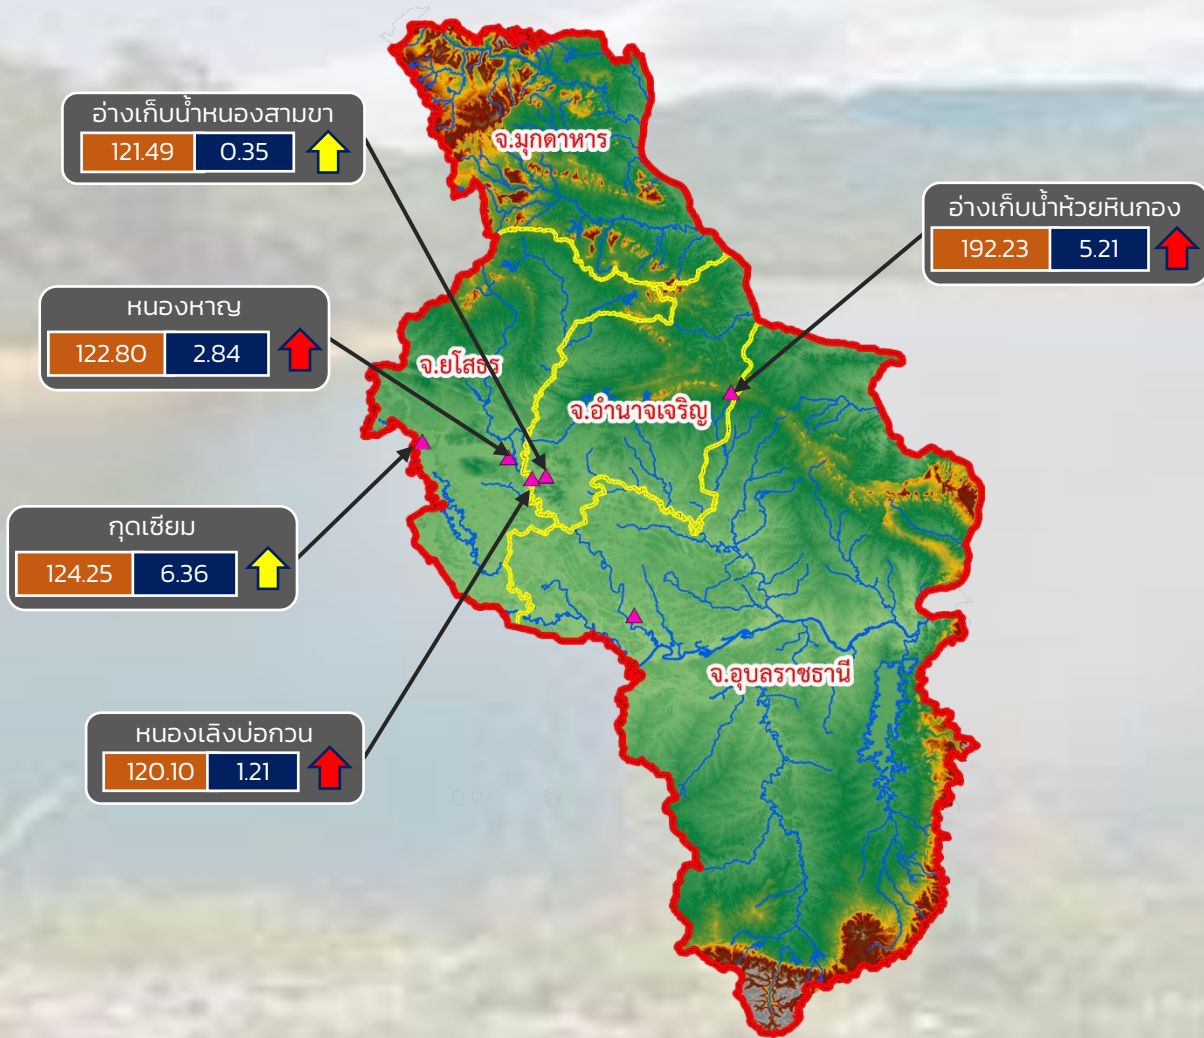 อ่างเก็บน้ำหนองสามขา
121.49 0.35
จ.มุกดาหาร
อ่างเก็บน้ำห้วยหินกอง
192.23 5.21
หนองหาญ
122.80 2.84
จ.ยโสธร
จ.อำนาจเจริญ
กุดเซียม
124.25 6.36
จ.อุบลราชธานี
หนองเลิงบ่อกวน
120.10 1.21